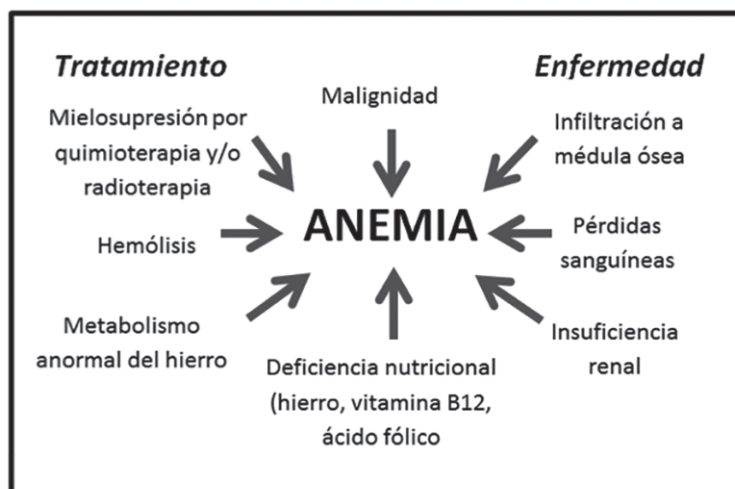 Tratamiento
Enfermedad
Malignidad
Mielosupresión por
quimioterapia y/o
radioterapia
Infiltración a
médula ósea
ANEMIA
Hemólisis
Pérdidas
sanguíneas
Metabolismo
anormal del hierro
Insuficiencia
renal
Deficiencia nutricional
(hierro, vitamina B12,
ácido fólico